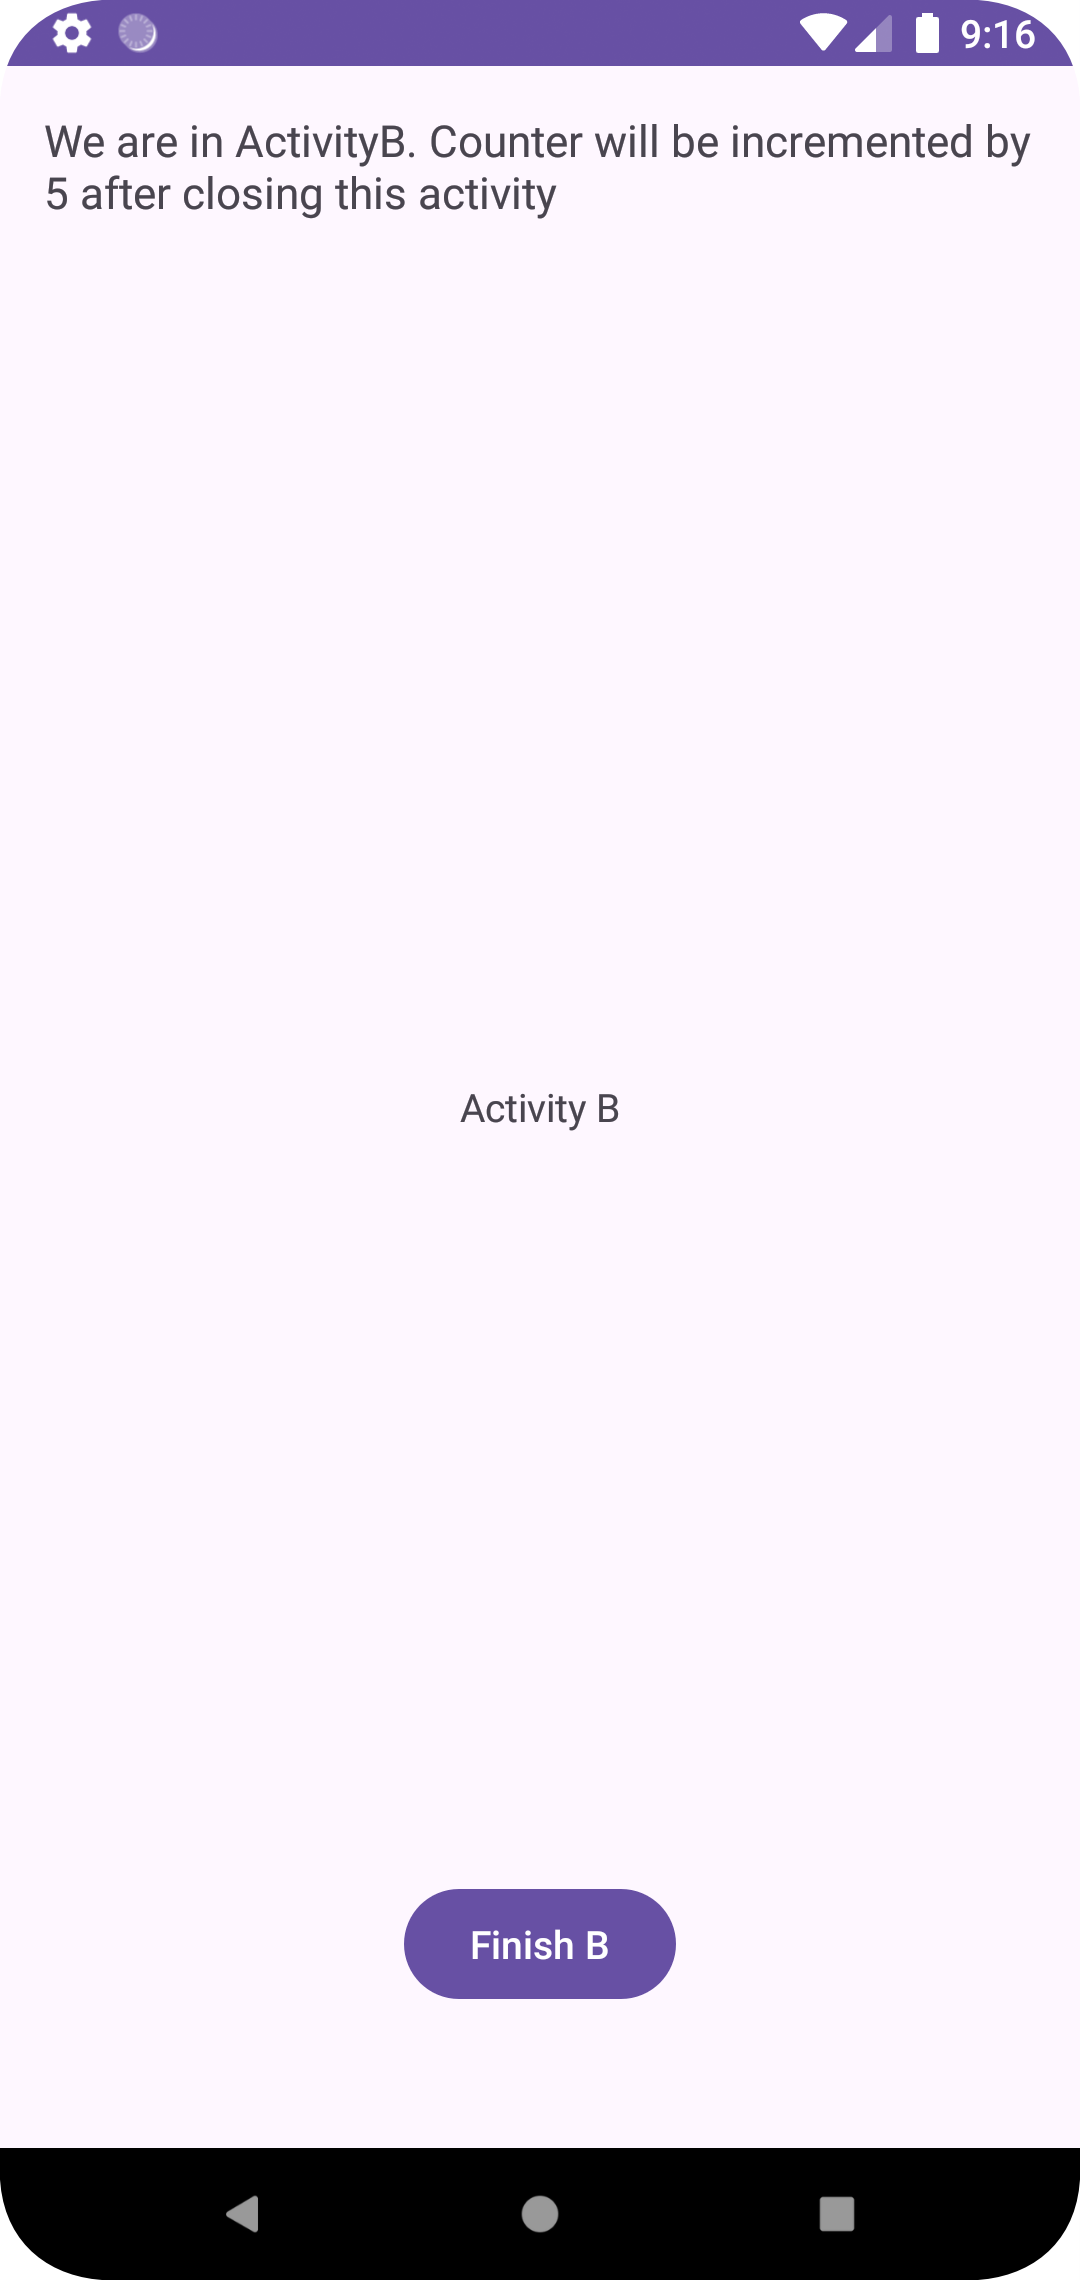 9:16
We are in ActivityB. Counter will be incremented by
5 after closing this activity
Activity B
Finish B